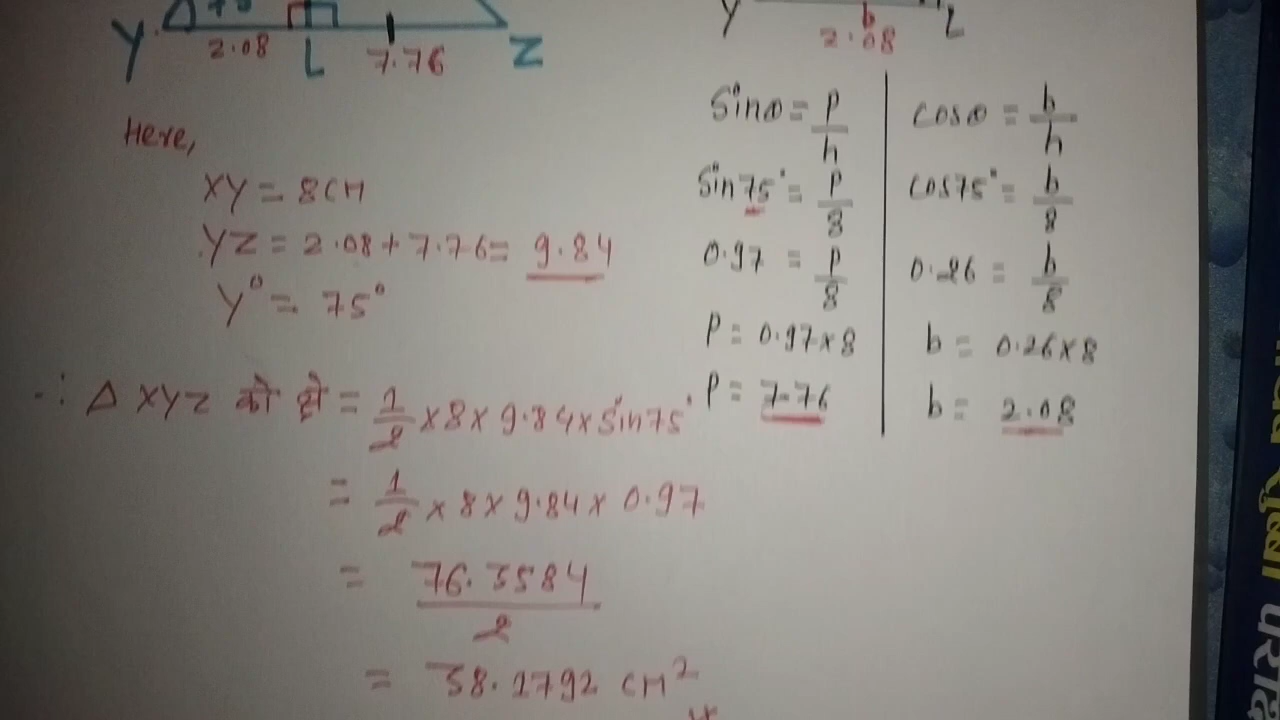 75
Y 2.08 L 7.76 Z
Y b L
2.08
Here,
XY = 8CM
YZ = 2.08 + 7.76 = 9.84
Y° = 75°
∴ Δ XYZ को क्षे = 1/2 × 8 × 9.84 × Sin75°
= 1/2 × 8 × 9.84 × 0.97
= 76.3584/2
= 38.1792 CM²
Sinθ = p/h
Sin75° = p/8
0.97 = p/8
P = 0.97×8
P = 7.76
cosθ = b/h
cos75° = b/8
0.26 = b/8
b = 0.26×8
b = 2.08